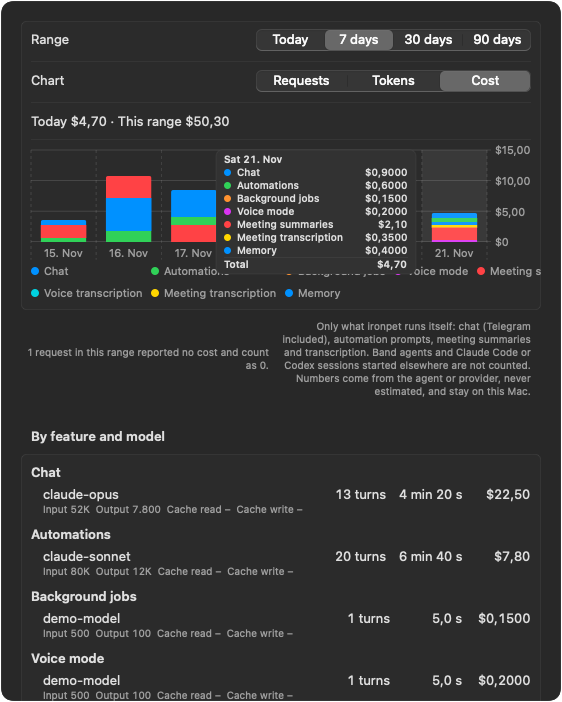 Range
Today 7 days 30 days 90 days
Chart
Requests Tokens Cost
Today $4,70 · This range $50,30
$15,00
$10,00
$5,00
$0
Sat 21. Nov
Chat $0,9000
Automations $0,6000
Background jobs $0,1500
Voice mode $0,2000
Meeting summaries $2,10
Meeting transcription $0,3500
Memory $0,4000
Total $4,70
15. Nov 16. Nov 17. Nov 21. Nov
Chat Automations Background jobs Voice mode Meeting s
Voice transcription Meeting transcription Memory
1 request in this range reported no cost and count
as 0.
Only what ironpet runs itself: chat (Telegram
included), automation prompts, meeting summaries
and transcription. Band agents and Claude Code or
Codex sessions started elsewhere are not counted.
Numbers come from the agent or provider, never
estimated, and stay on this Mac.
By feature and model
Chat
claude-opus 13 turns 4 min 20 s $22,50
Input 52K Output 7.800 Cache read – Cache write –
Automations
claude-sonnet 20 turns 6 min 40 s $7,80
Input 80K Output 12K Cache read – Cache write –
Background jobs
demo-model 1 turns 5,0 s $0,1500
Input 500 Output 100 Cache read – Cache write –
Voice mode
demo-model 1 turns 5,0 s $0,2000
Input 500 Output 100 Cache read – Cache write –